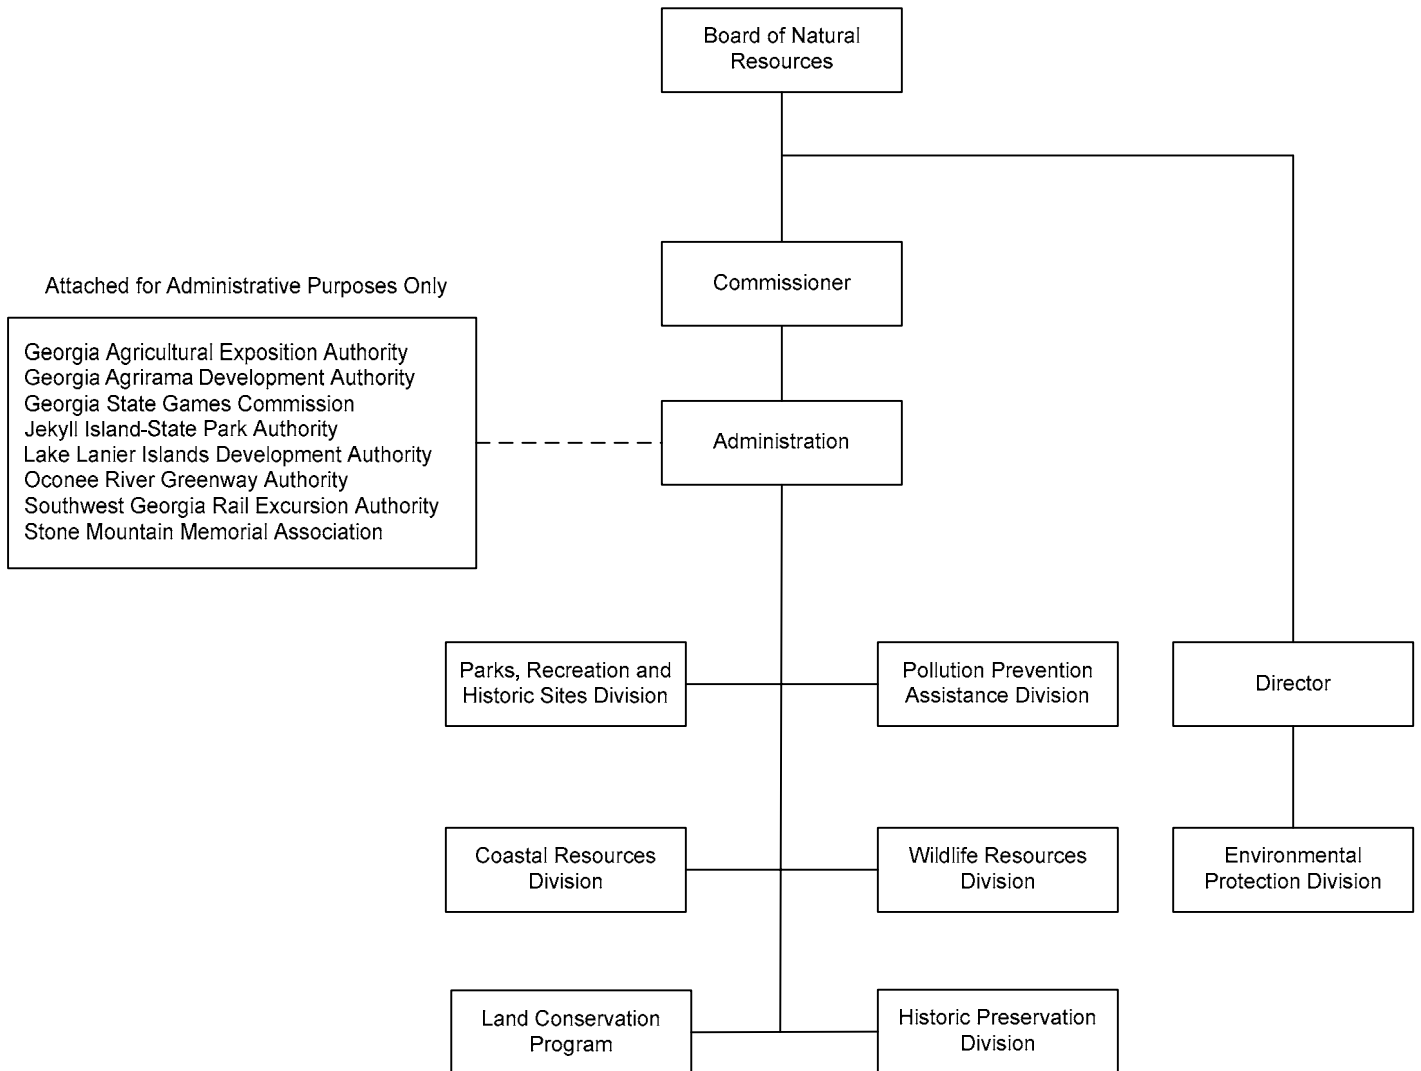 Board of Natural
Resources
Commissioner
Attached for Administrative Purposes Only
Georgia Agricultural Exposition Authority
Georgia Agrirama Development Authority
Georgia State Games Commission
Jekyll Island-State Park Authority
Lake Lanier Islands Development Authority
Oconee River Greenway Authority
Southwest Georgia Rail Excursion Authority
Stone Mountain Memorial Association
Administration
Parks, Recreation and
Historic Sites Division
Pollution Prevention
Assistance Division
Director
Coastal Resources
Division
Wildlife Resources
Division
Environmental
Protection Division
Land Conservation
Program
Historic Preservation
Division